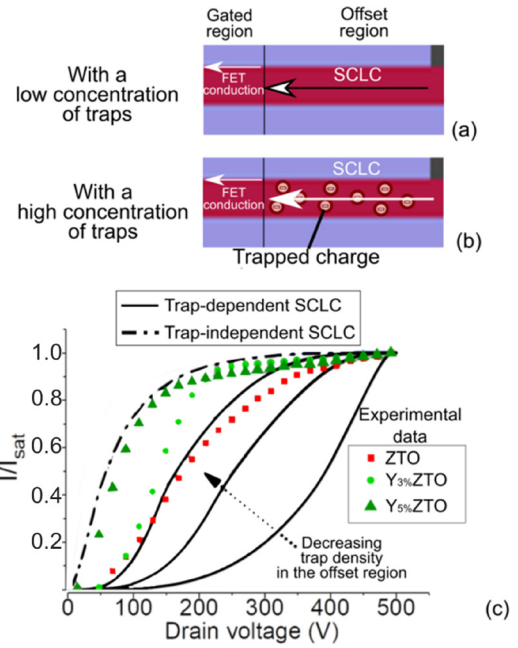 Gated region
Offset region
With a
low concentration
of traps
FET
conduction
SCLC
(a)
With a
high concentration
of traps
FET
conduction
SCLC
(b)
Trapped charge
Trap-dependent SCLC
Trap-independent SCLC
I/Isat
1.0
0.8
0.6
0.4
0.2
Experimental
data
ZTO
Y3%ZTO
Y5%ZTO
Decreasing
trap density
in the offset region
0
100
200
300
400
500
Drain voltage (V)
(c)